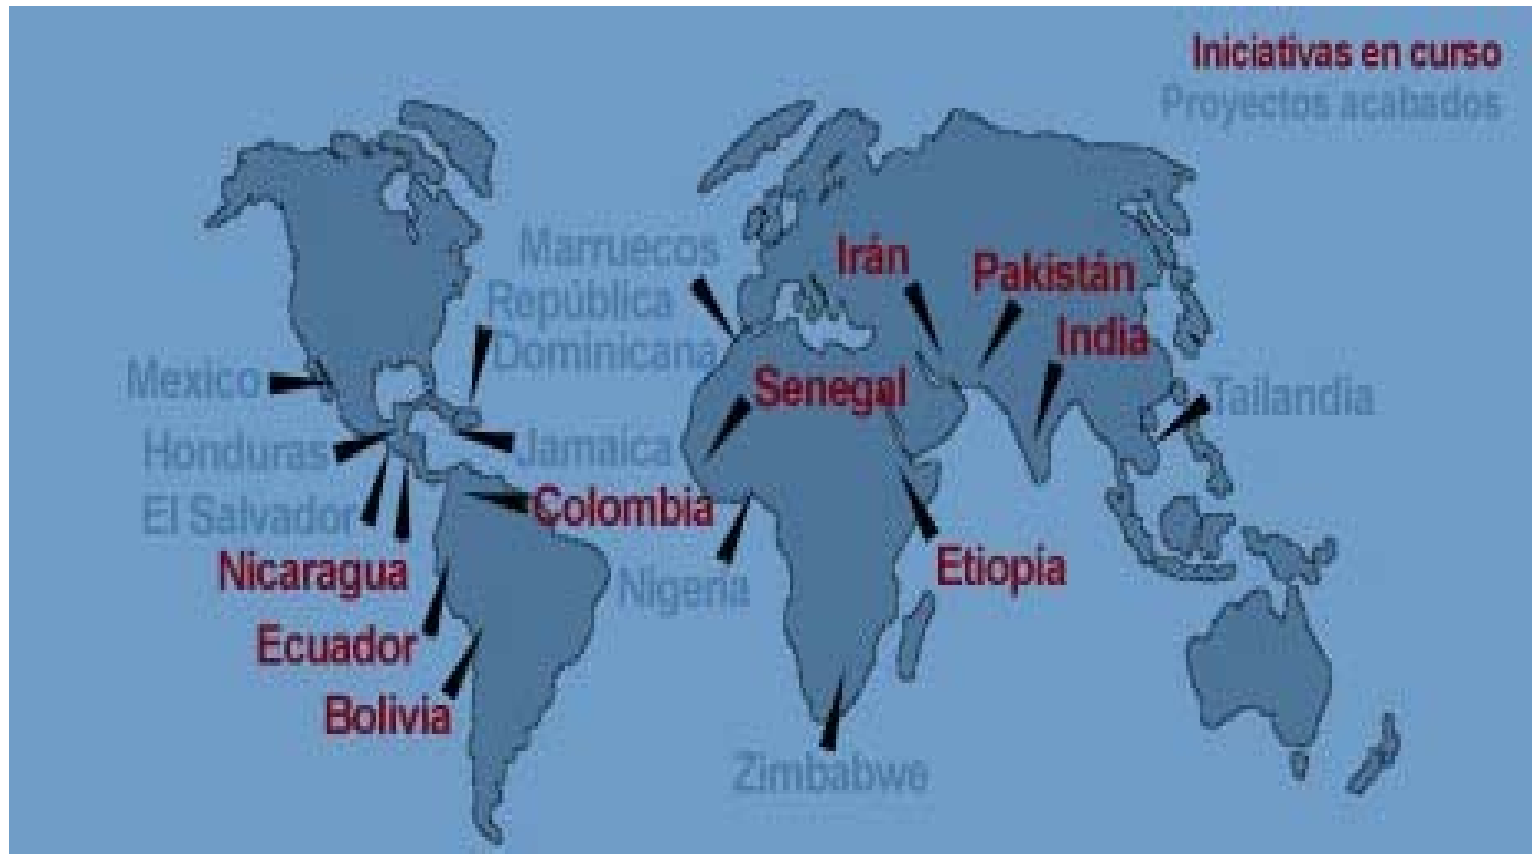 Iniciativas en curso
Proyectos acabados
Marruecos
Irán
Pakistán
República
Dominicana
India
Mexico
Senegal
Tailandia
Honduras
Jamaica
El Salvador
Colombia
Nicaragua
Nigeria
Etiopia
Ecuador
Bolivia
Zimbabwe